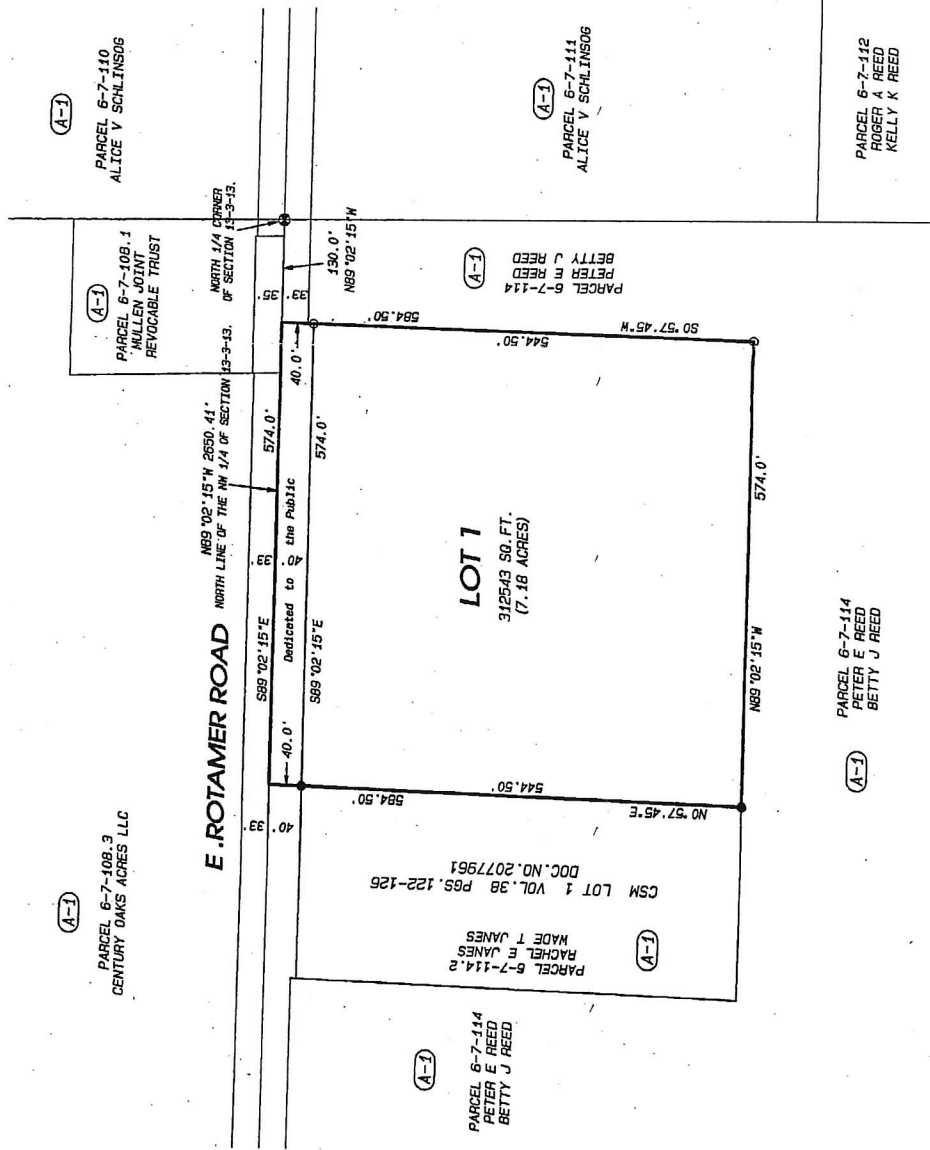 (A-1)
PARCEL 6-7-108.3
CENTURY OAKS ACRES LLC
(A-1)
PARCEL 6-7-108.1
MULLEN JOINT
REVOCABLE TRUST
(A-1)
PARCEL 6-7-110
ALICE V SCHLINSOG
E.ROTAMER ROAD
N89°02'15"W 2650.41'
NORTH LINE OF THE NW 1/4 OF SECTION 13-3-13.
NORTH 1/4 CORNER
OF SECTION 13-3-13.
33'
40'
S89°02'15"E
33'
574.0'
35'
33'
130.0'
N89°02'15"W
40.0'
Dedicated to
40'
the Public
40.0'
S89°02'15"E
574.0'
(A-1)
PARCEL 6-7-111
ALICE V SCHLINSOG
(A-1)
PARCEL 6-7-114
PETER E REED
BETTY J REED
584.50'
544.50'
S0°57'45"W
LOT 1
312543 SQ.FT.
(7.18 ACRES)
584.50'
544.50'
N0°57'45"E
CSM LOT 1 VOL.38 PGS.122-126
DOC.NO.2077961
PARCEL 6-7-114.2
RACHEL E JANES
WADE T JANES
(A-1)
(A-1)
PARCEL 6-7-114
PETER E REED
BETTY J REED
N89°02'15"W
574.0'
(A-1)
PARCEL 6-7-114
PETER E REED
BETTY J REED
PARCEL 6-7-112
ROGER A REED
KELLY K REED